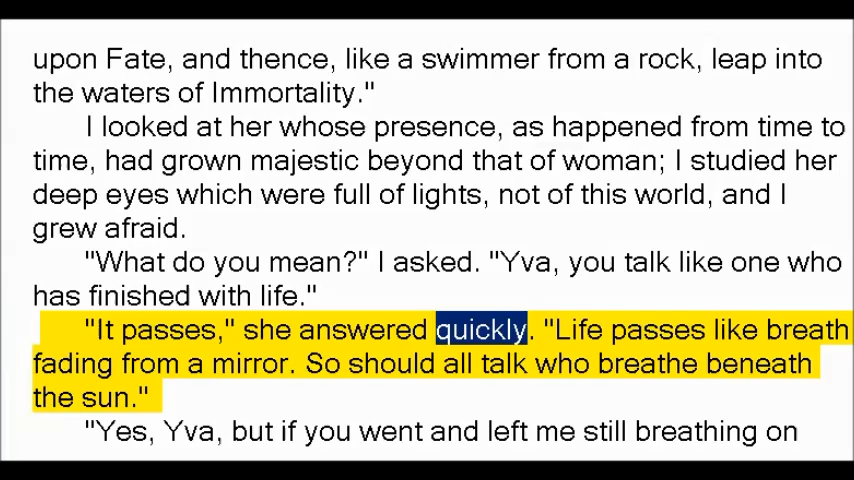 upon Fate, and thence, like a swimmer from a rock, leap into
the waters of Immortality."
I looked at her whose presence, as happened from time to
time, had grown majestic beyond that of woman; I studied her
deep eyes which were full of lights, not of this world, and I
grew afraid.
"What do you mean?" I asked. "Yva, you talk like one who
has finished with life."
"It passes," she answered quickly. "Life passes like breath
fading from a mirror. So should all talk who breathe beneath
the sun."
"Yes, Yva, but if you went and left me still breathing on